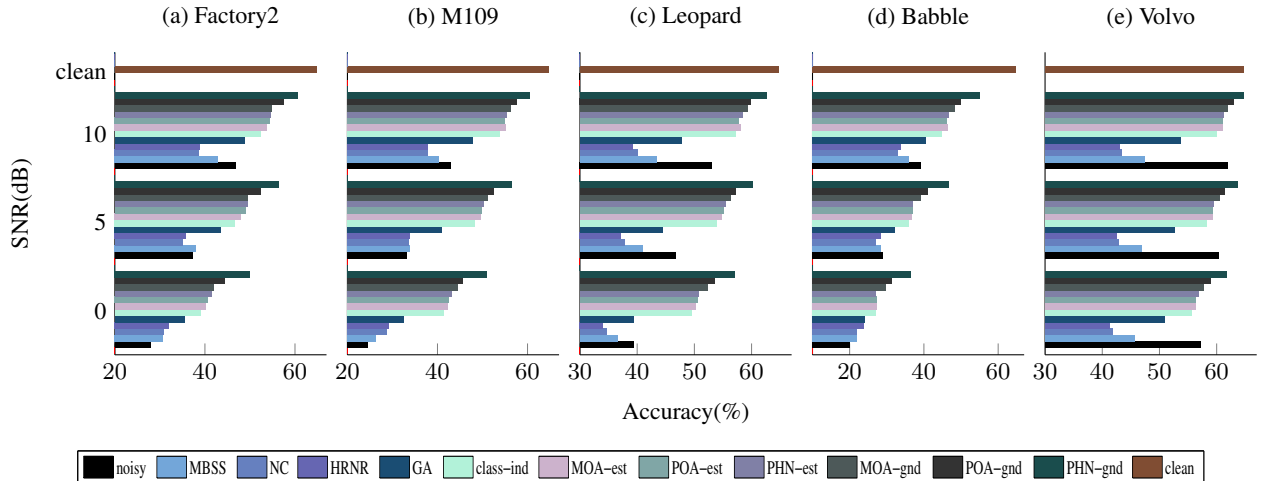 (a) Factory2 (b) M109 (c) Leopard (d) Babble (e) Volvo
clean
10
5
0
SNR(dB)
20 40 60 20 40 60 30 40 50 60 20 40 60 30 40 50 60
Accuracy(%)
noisy MBSS NC HRNR GA class-ind MOA-est POA-est PHN-est MOA-gnd POA-gnd PHN-gnd clean